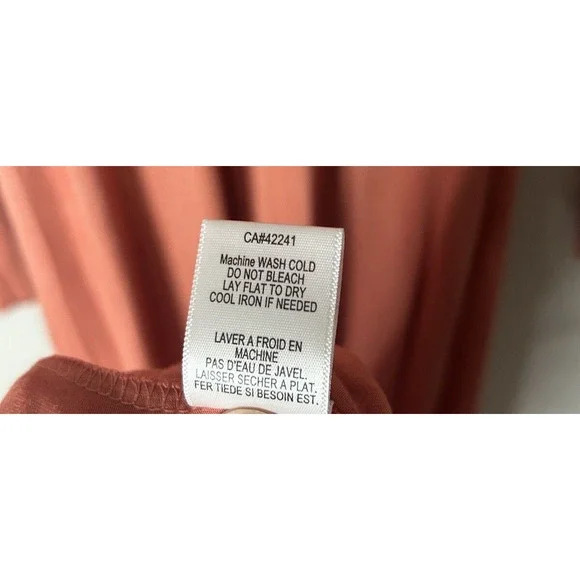 CA#42241
Machine WASH COLD
DO NOT BLEACH
LAY FLAT TO DRY
COOL IRON IF NEEDED
LAVER A FROID EN
MACHINE
PAS D'EAU DE JAVEL.
LAISSER SECHER A PLAT.
FER TIEDE SI BESOIN EST.